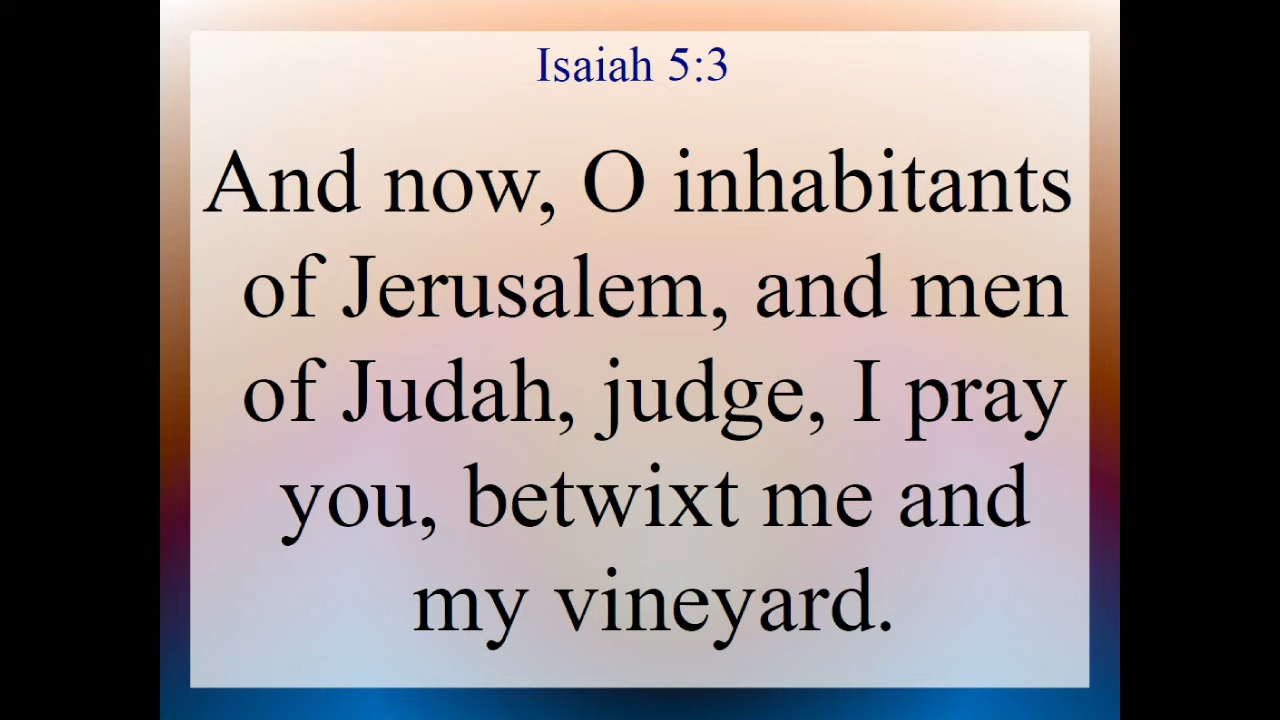 Isaiah 5:3
And now, O inhabitants
of Jerusalem, and men
of Judah, judge, I pray
you, betwixt me and
my vineyard.